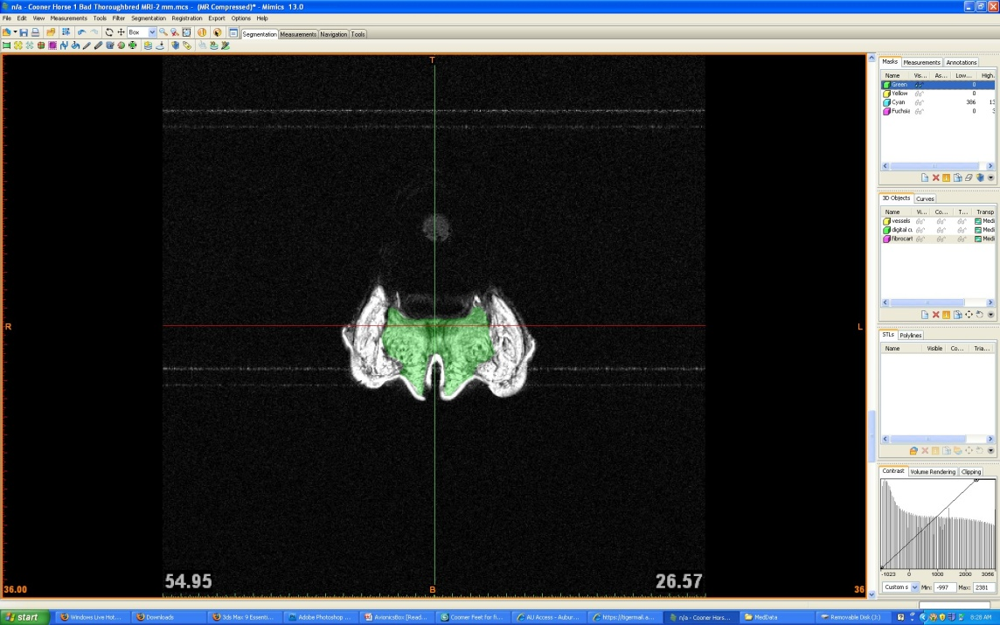 n/a - Cooner Horse 1 Bad Thoroughbred MRI-2 mm.mcs - (MR Compressed)* - Mimics 13.0
File Edit View Measurements Tools Filter Segmentation Registration Export Options Help
Box
Segmentation Measurements Navigation Tools
T
R
L
54.95
26.57
36.00
B
36
Masks Measurements Annotations
Name Vis... As... Low... High.
Green 0
Yellow 0
Cyan 386 13
Fuchsia 0
3D Objects Curves
Name Vi... Co... T... Transp
vessels Medi
digital cu Medi
fibrocart Medi
STLs Polylines
Name Visible Co... Tria...
Contrast Volume Rendering Clipping
-1023 0 1000 2000 3056
Custom s Min: -997 Max: 2381
start
Windows Live Hot...
Downloads
3ds Max 9 Essenti...
Adobe Photoshop ...
AvionicsBox [Read...
Coomer Feet for fi...
AU Access - Aubur...
https://tigermail.a...
n/a - Cooner Hors...
MedData
Removable Disk (J:)
8:28 AM